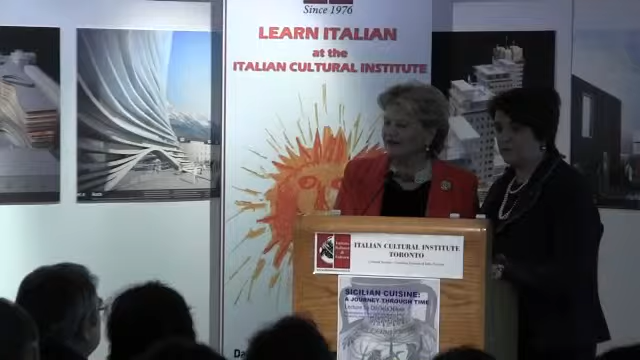 Since 1976
LEARN ITALIAN
at the
ITALIAN CULTURAL INSTITUTE
ITALIAN CULTURAL INSTITUTE
TORONTO
SICILIAN CUISINE:
A JOURNEY THROUGH TIME